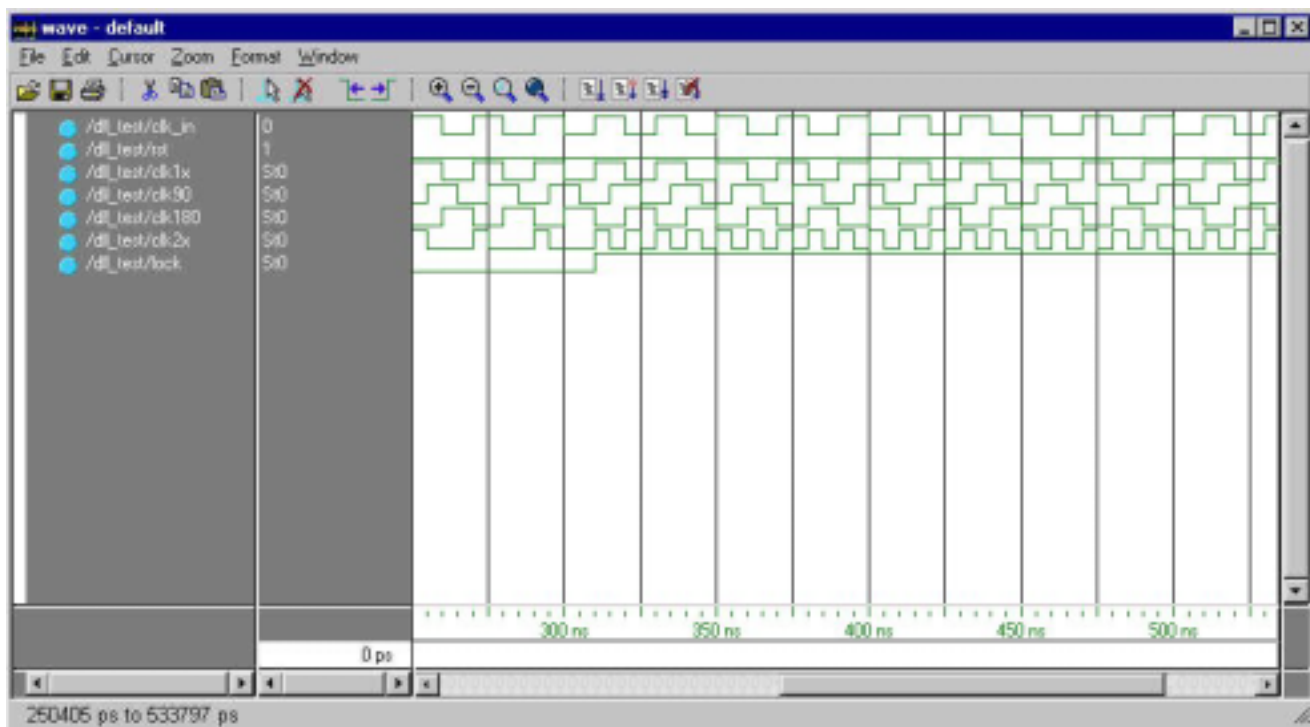 wave - default
File Edit Cursor Zoom Format Window
/dll_test/clk_in 0
/dll_test/rst 1
/dll_test/clk1x St0
/dll_test/clk90 St0
/dll_test/clk180 St0
/dll_test/clk2x St0
/dll_test/lock St0
300 ns 350 ns 400 ns 450 ns 500 ns
0 ps
250405 ps to 533797 ps